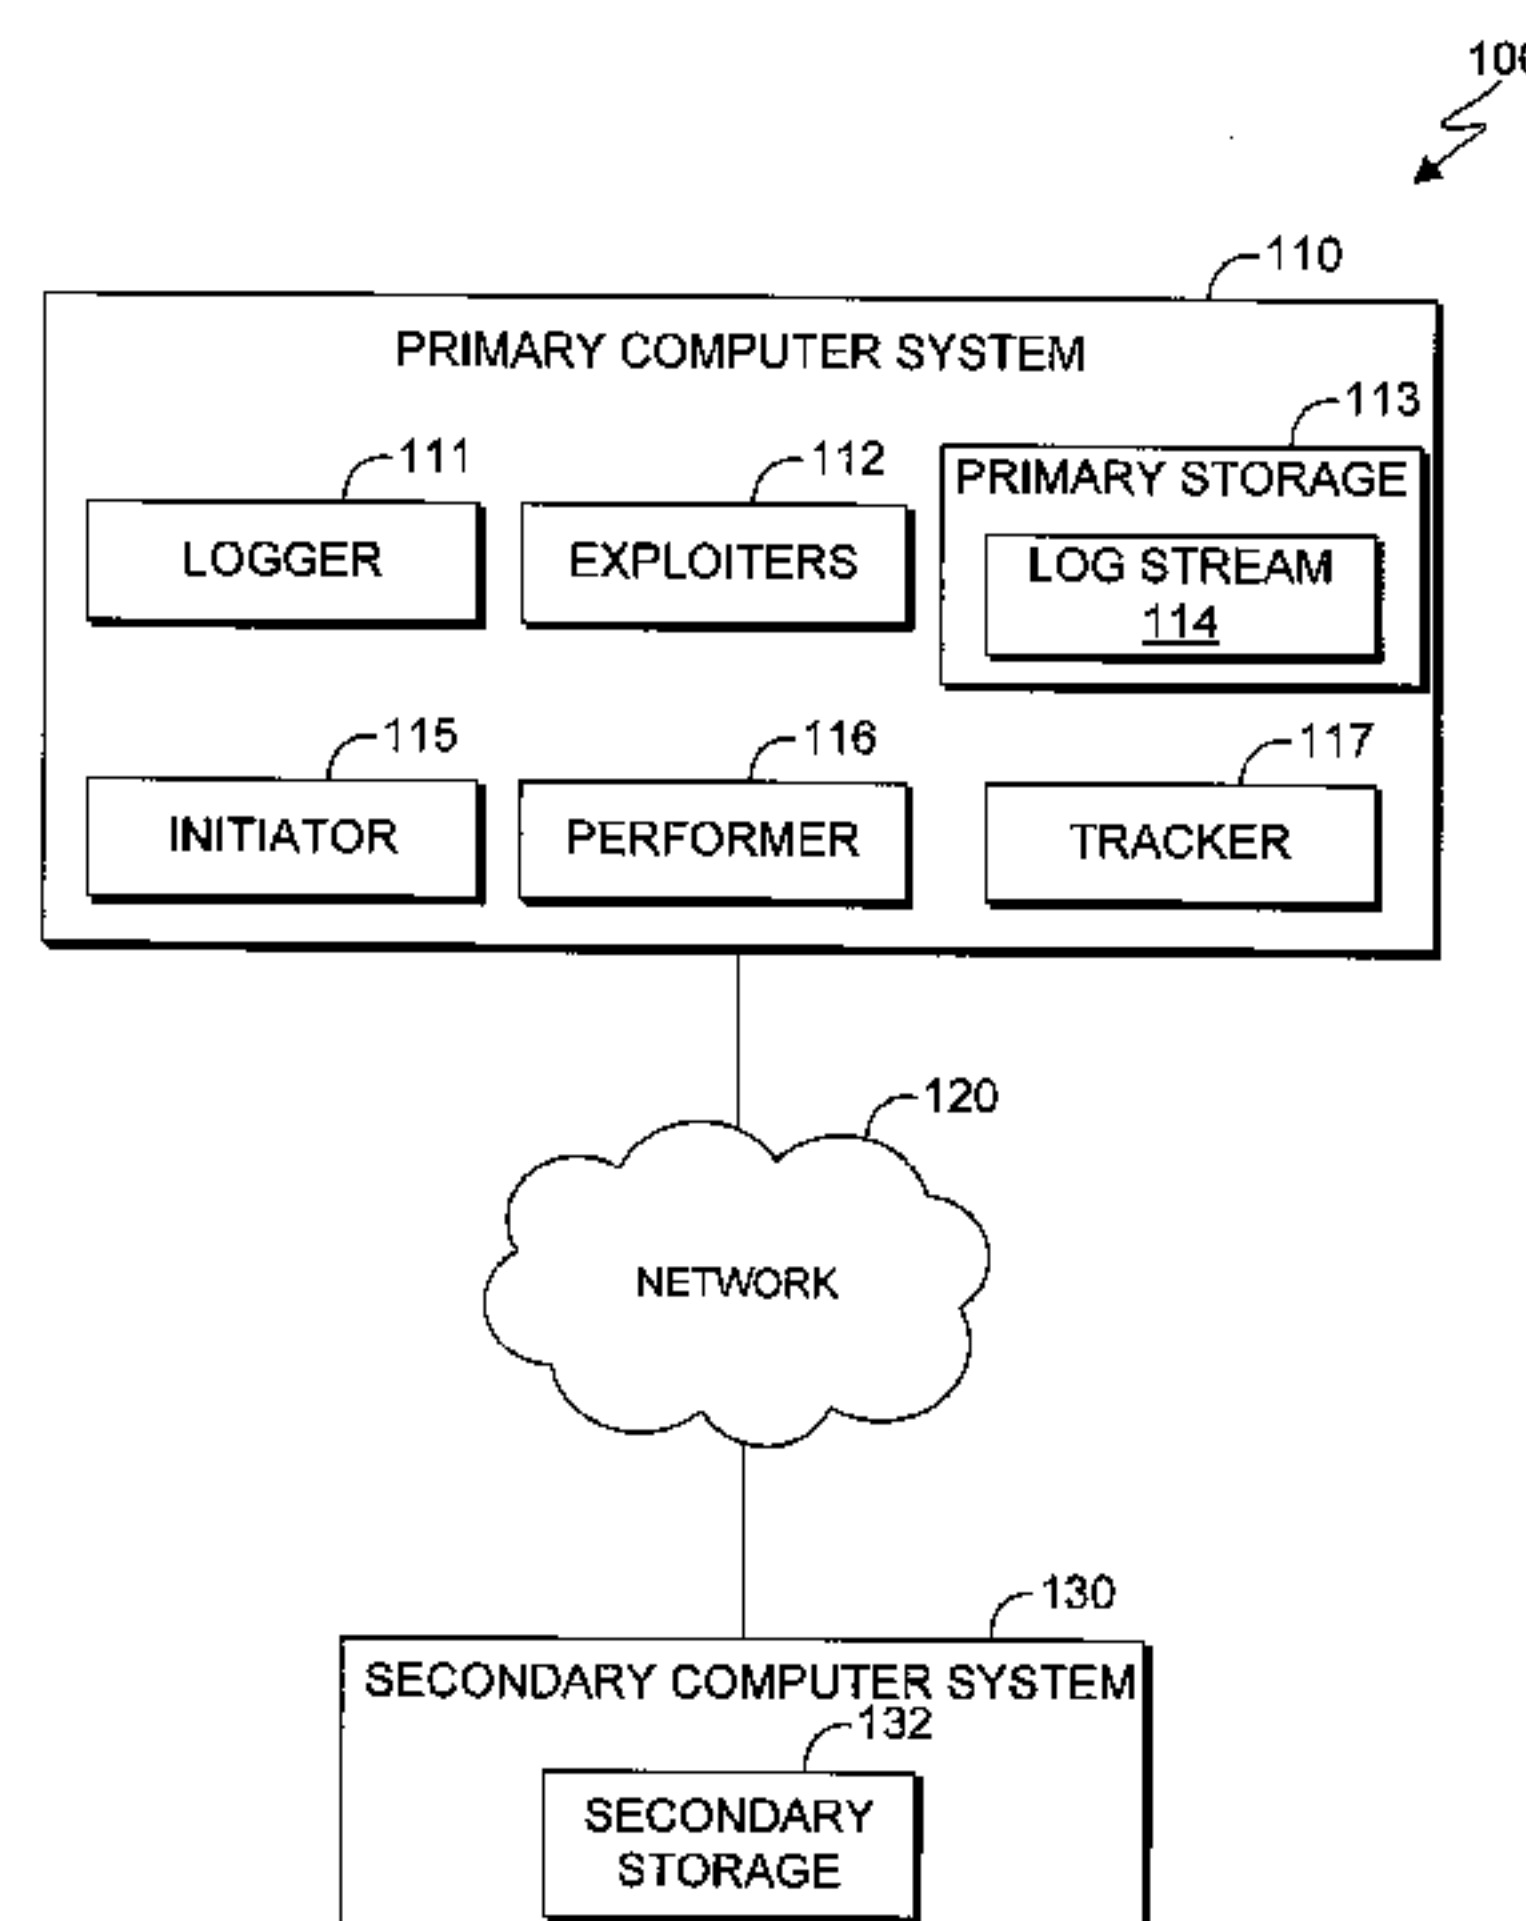 110
PRIMARY COMPUTER SYSTEM
113
111
112
PRIMARY STORAGE
LOGGER
EXPLOITERS
LOG STREAM
114
115
116
117
INITIATOR
PERFORMER
TRACKER
120
NETWORK
130
SECONDARY COMPUTER SYSTEM
132
SECONDARY
STORAGE